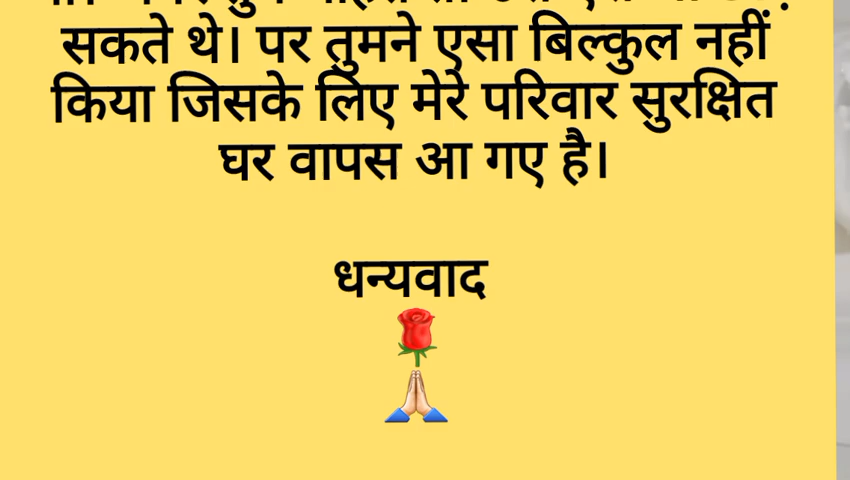 सकते थे। पर तुमने एसा बिल्कुल नहीं
किया जिसके लिए मेरे परिवार सुरक्षित
घर वापस आ गए है।
धन्यवाद